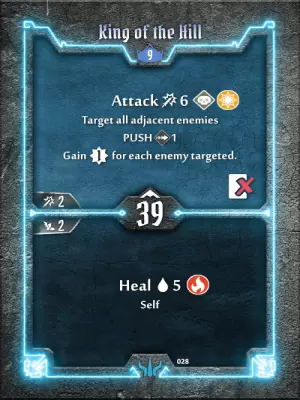 King of the Hill
9
Attack 6
Target all adjacent enemies
PUSH 1
Gain 1 for each enemy targeted.
2
39
2
Heal 5
Self
028